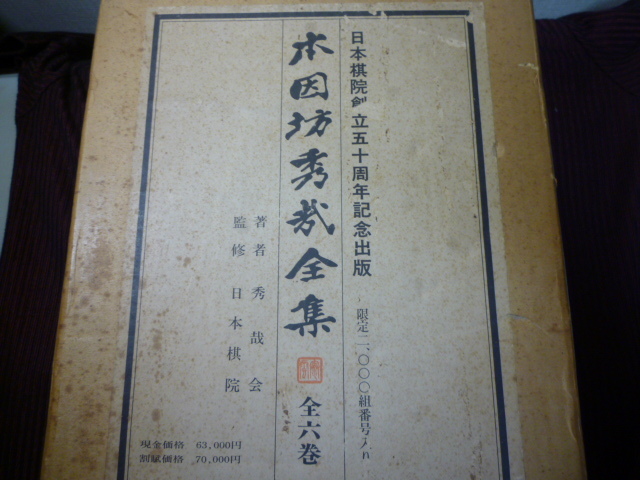 日本棋院創立五十周年記念出版
限定二、〇〇〇組番号入り
本因坊秀哉全集
全六巻
著者 秀哉会
監修 日本棋院
現金価格 63,000円
割賦価格 70,000円